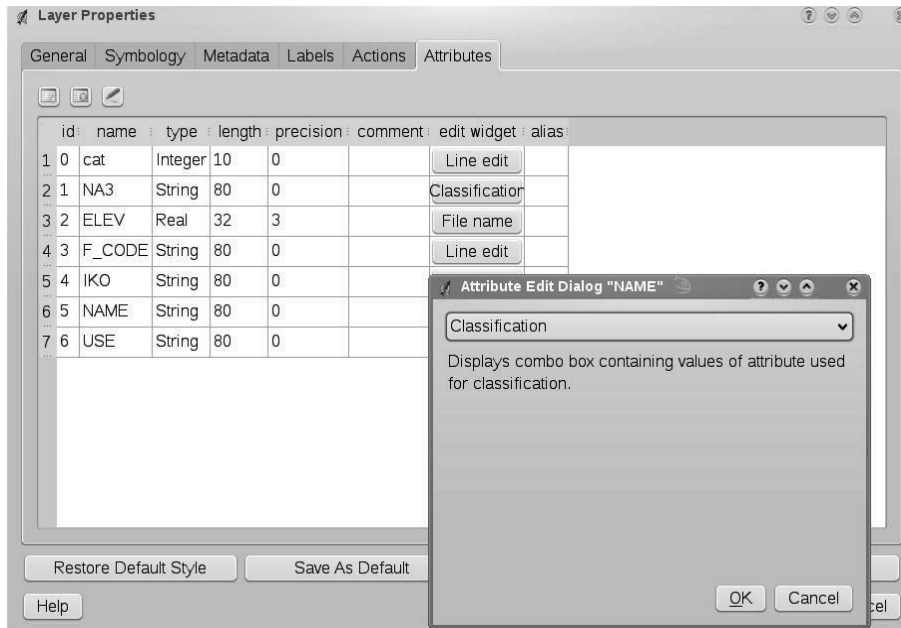 Layer Properties
General Symbology Metadata Labels Actions Attributes
id name type length precision comment edit widget alias
1 0 cat Integer 10 0 Line edit
2 1 NA3 String 80 0 Classification
3 2 ELEV Real 32 3 File name
4 3 F_CODE String 80 0 Line edit
5 4 IKO String 80 0
6 5 NAME String 80 0
7 6 USE String 80 0
Attribute Edit Dialog "NAME"
Classification
Displays combo box containing values of attribute used
for classification.
OK Cancel
Restore Default Style Save As Default
Help cel